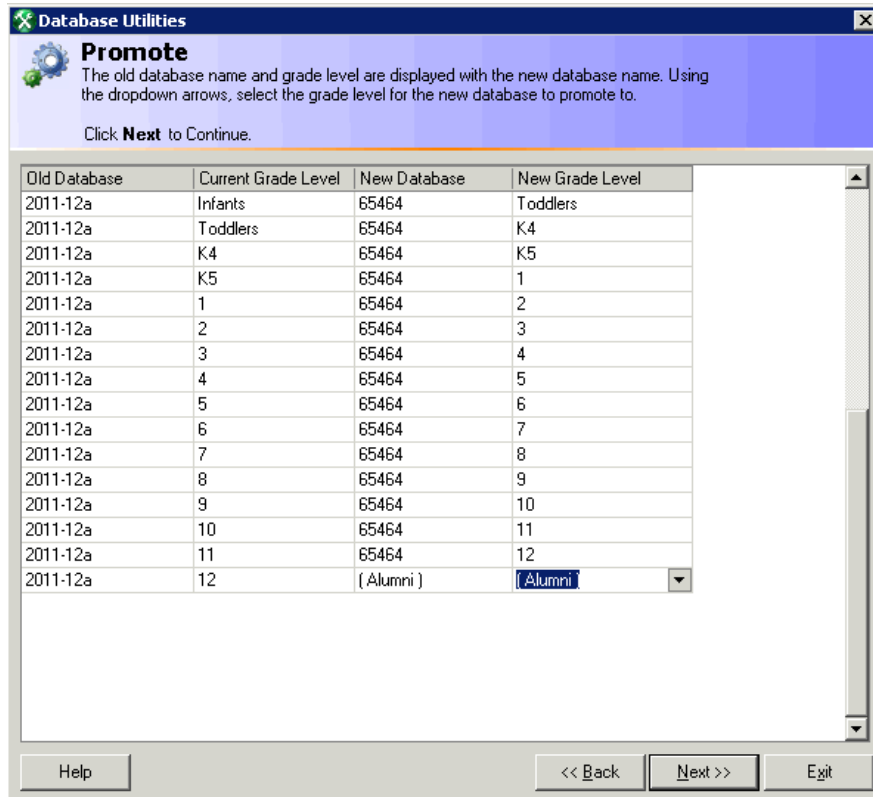 Database Utilities
Promote
The old database name and grade level are displayed with the new database name. Using
the dropdown arrows, select the grade level for the new database to promote to.
Click Next to Continue.
Old Database Current Grade Level New Database New Grade Level
2011-12a Infants 65464 Toddlers
2011-12a Toddlers 65464 K4
2011-12a K4 65464 K5
2011-12a K5 65464 1
2011-12a 1 65464 2
2011-12a 2 65464 3
2011-12a 3 65464 4
2011-12a 4 65464 5
2011-12a 5 65464 6
2011-12a 6 65464 7
2011-12a 7 65464 8
2011-12a 8 65464 9
2011-12a 9 65464 10
2011-12a 10 65464 11
2011-12a 11 65464 12
2011-12a 12 ( Alumni ) ( Alumni )
Help << Back Next >> Exit